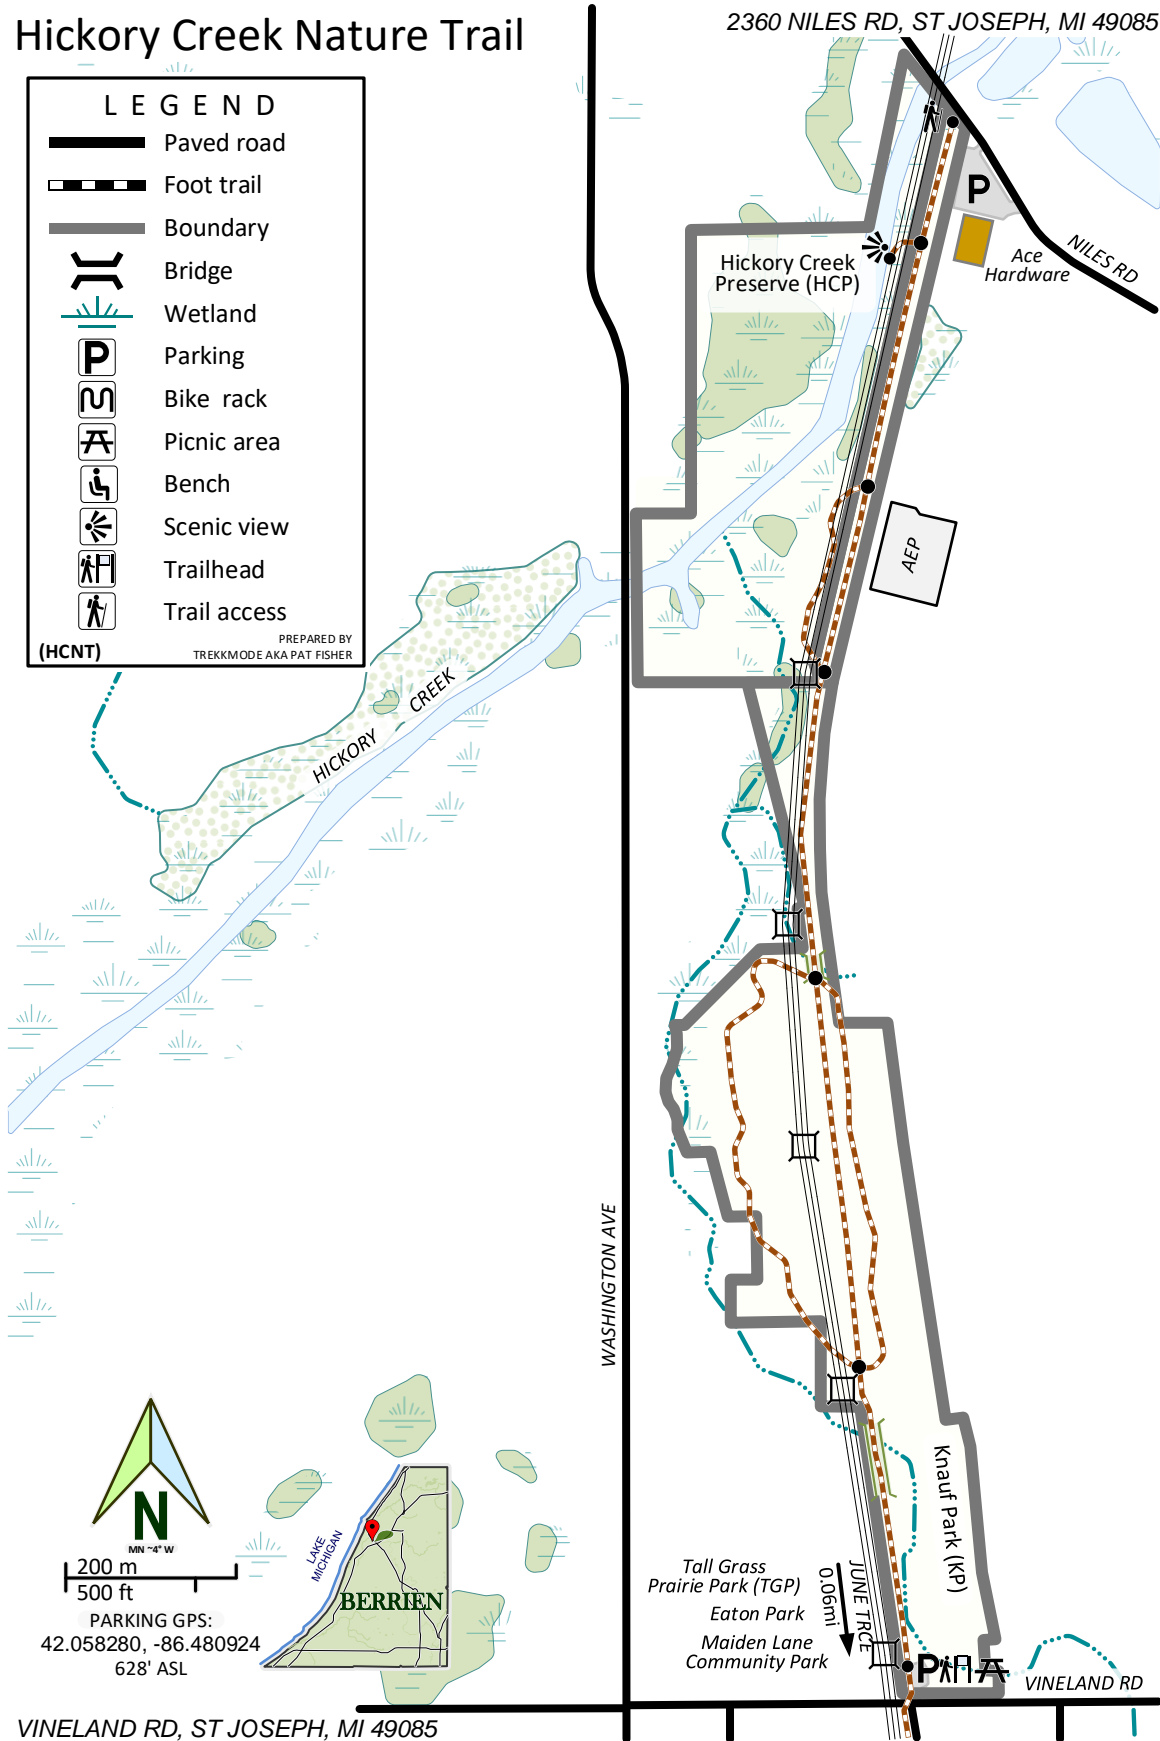 Hickory Creek Nature Trail
2360 NILES RD, ST JOSEPH, MI 49085
LEGEND
Paved road
Foot trail
Boundary
Bridge
Wetland
P
Parking
Bike rack
Picnic area
Bench
Scenic view
Trailhead
Trail access
(HCNT)
PREPARED BY
TREKKMODE AKA PAT FISHER
P
NILES RD
Ace
Hardware
Hickory Creek
Preserve (HCP)
AEP
HICKORY CREEK
WASHINGTON AVE
N
MN ~4° W
200 m
500 ft
PARKING GPS:
42.058280, -86.480924
628' ASL
LAKE
MICHIGAN
BERRIEN
Knauf Park (KP)
Tall Grass
Prairie Park (TGP)
Eaton Park
Maiden Lane
Community Park
0.06mi
JUNE TRCE
P
VINELAND RD
VINELAND RD, ST JOSEPH, MI 49085